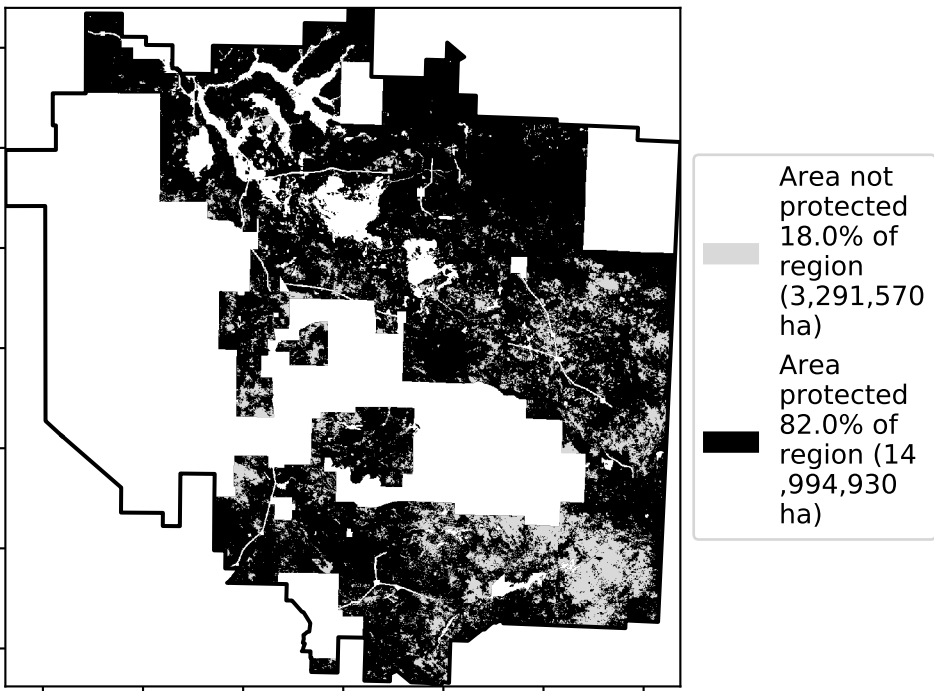 Area not
protected
18.0% of
region
(3,291,570
ha)
Area
protected
82.0% of
region (14
,994,930
ha)